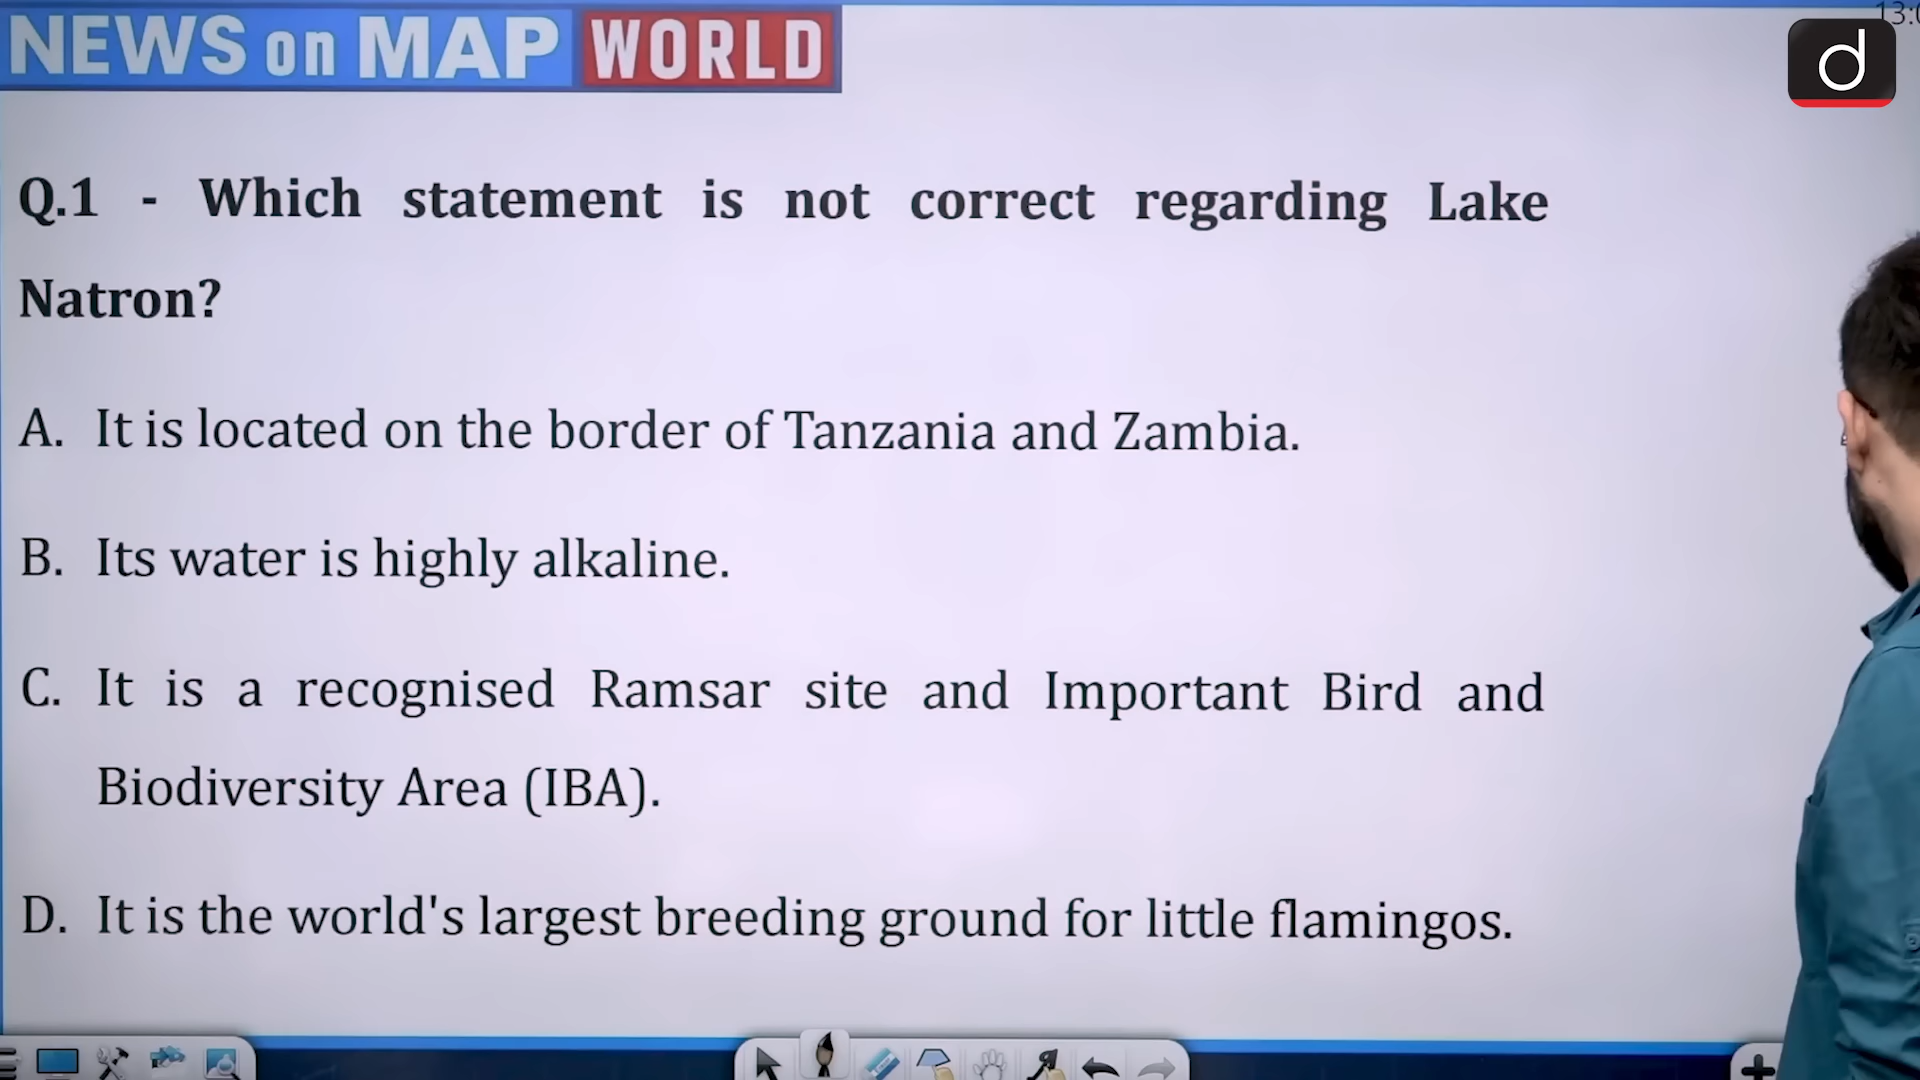 NEWS on MAP WORLD
Q.1 - Which statement is not correct regarding Lake
Natron?
A. It is located on the border of Tanzania and Zambia.
B. Its water is highly alkaline.
C. It is a recognised Ramsar site and Important Bird and
Biodiversity Area (IBA).
D. It is the world's largest breeding ground for little flamingos.